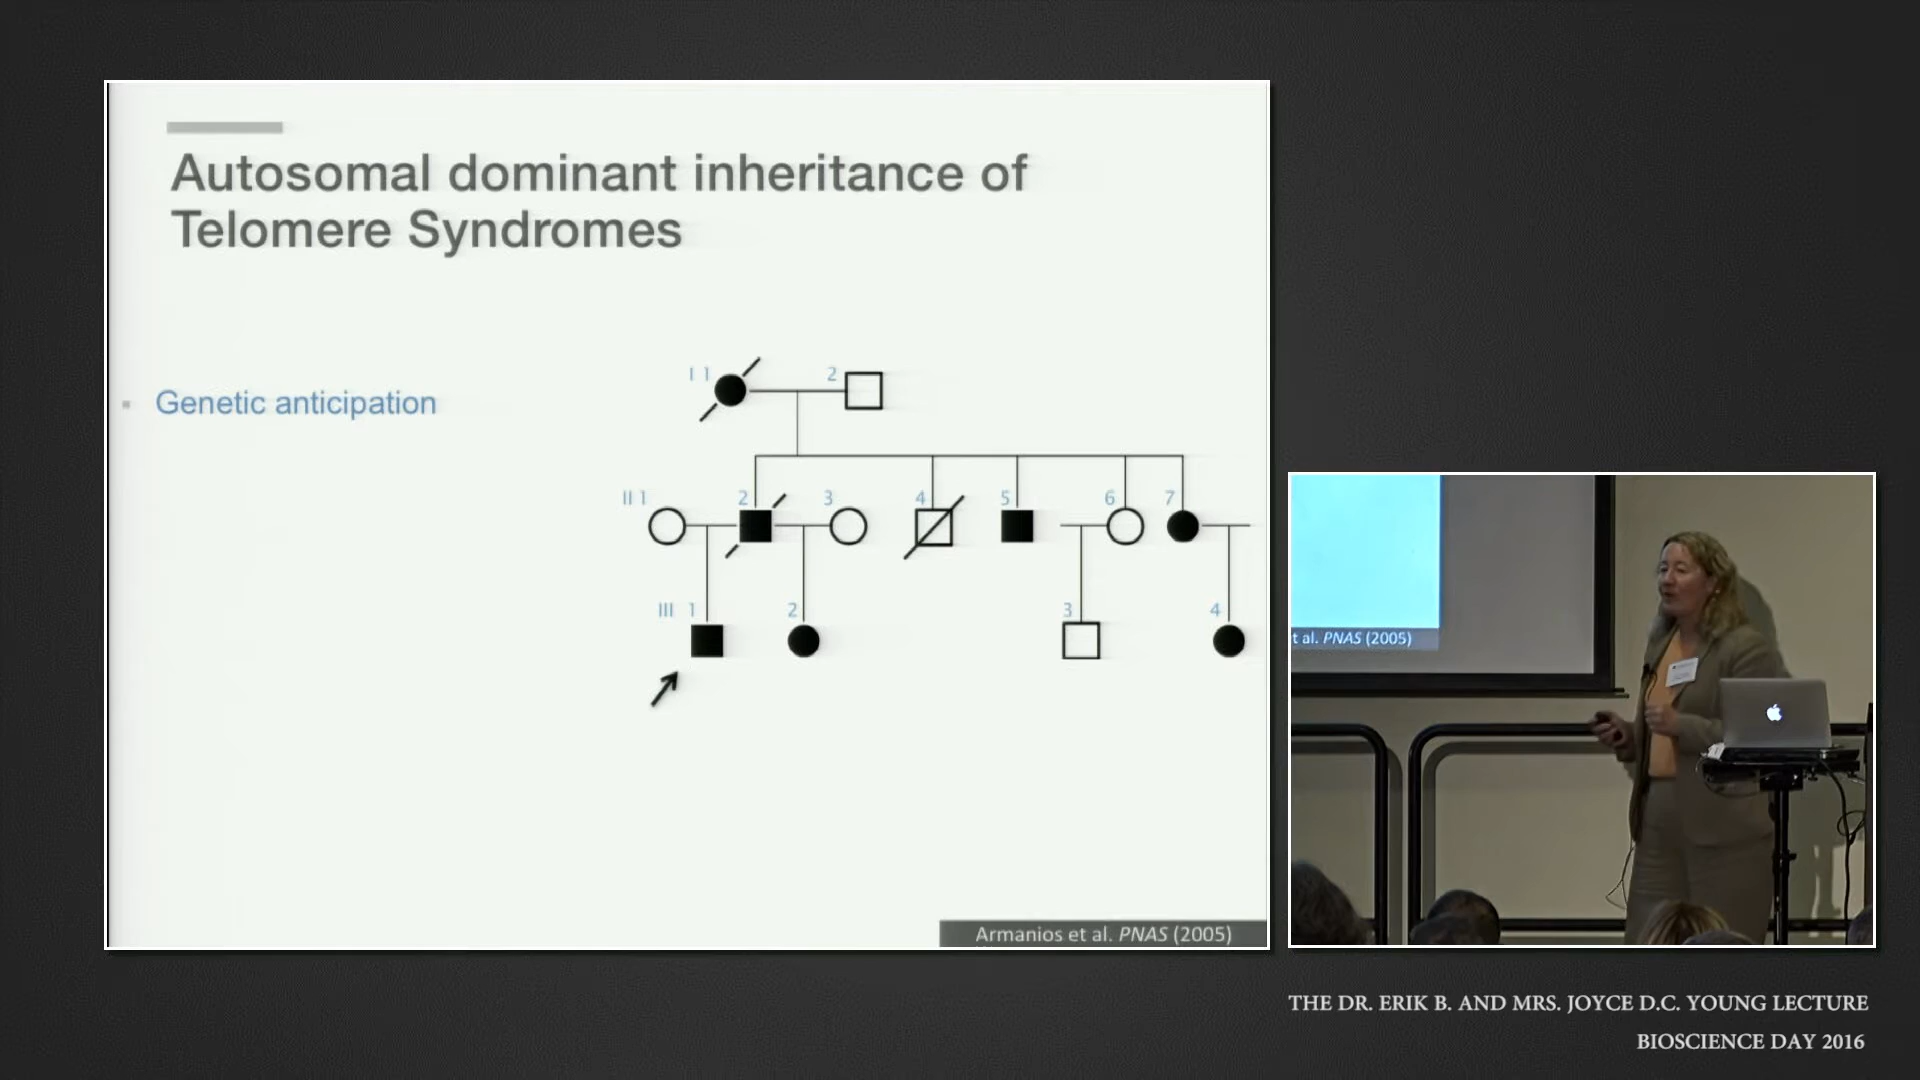 Autosomal dominant inheritance of
Telomere Syndromes
Genetic anticipation
I 1 2
II 1 2 3 4 5 6 7
III 1 2 3 4
Armanios et al. PNAS (2005)
t al. PNAS (2005)
THE DR. ERIK B. AND MRS. JOYCE D.C. YOUNG LECTURE
BIOSCIENCE DAY 2016